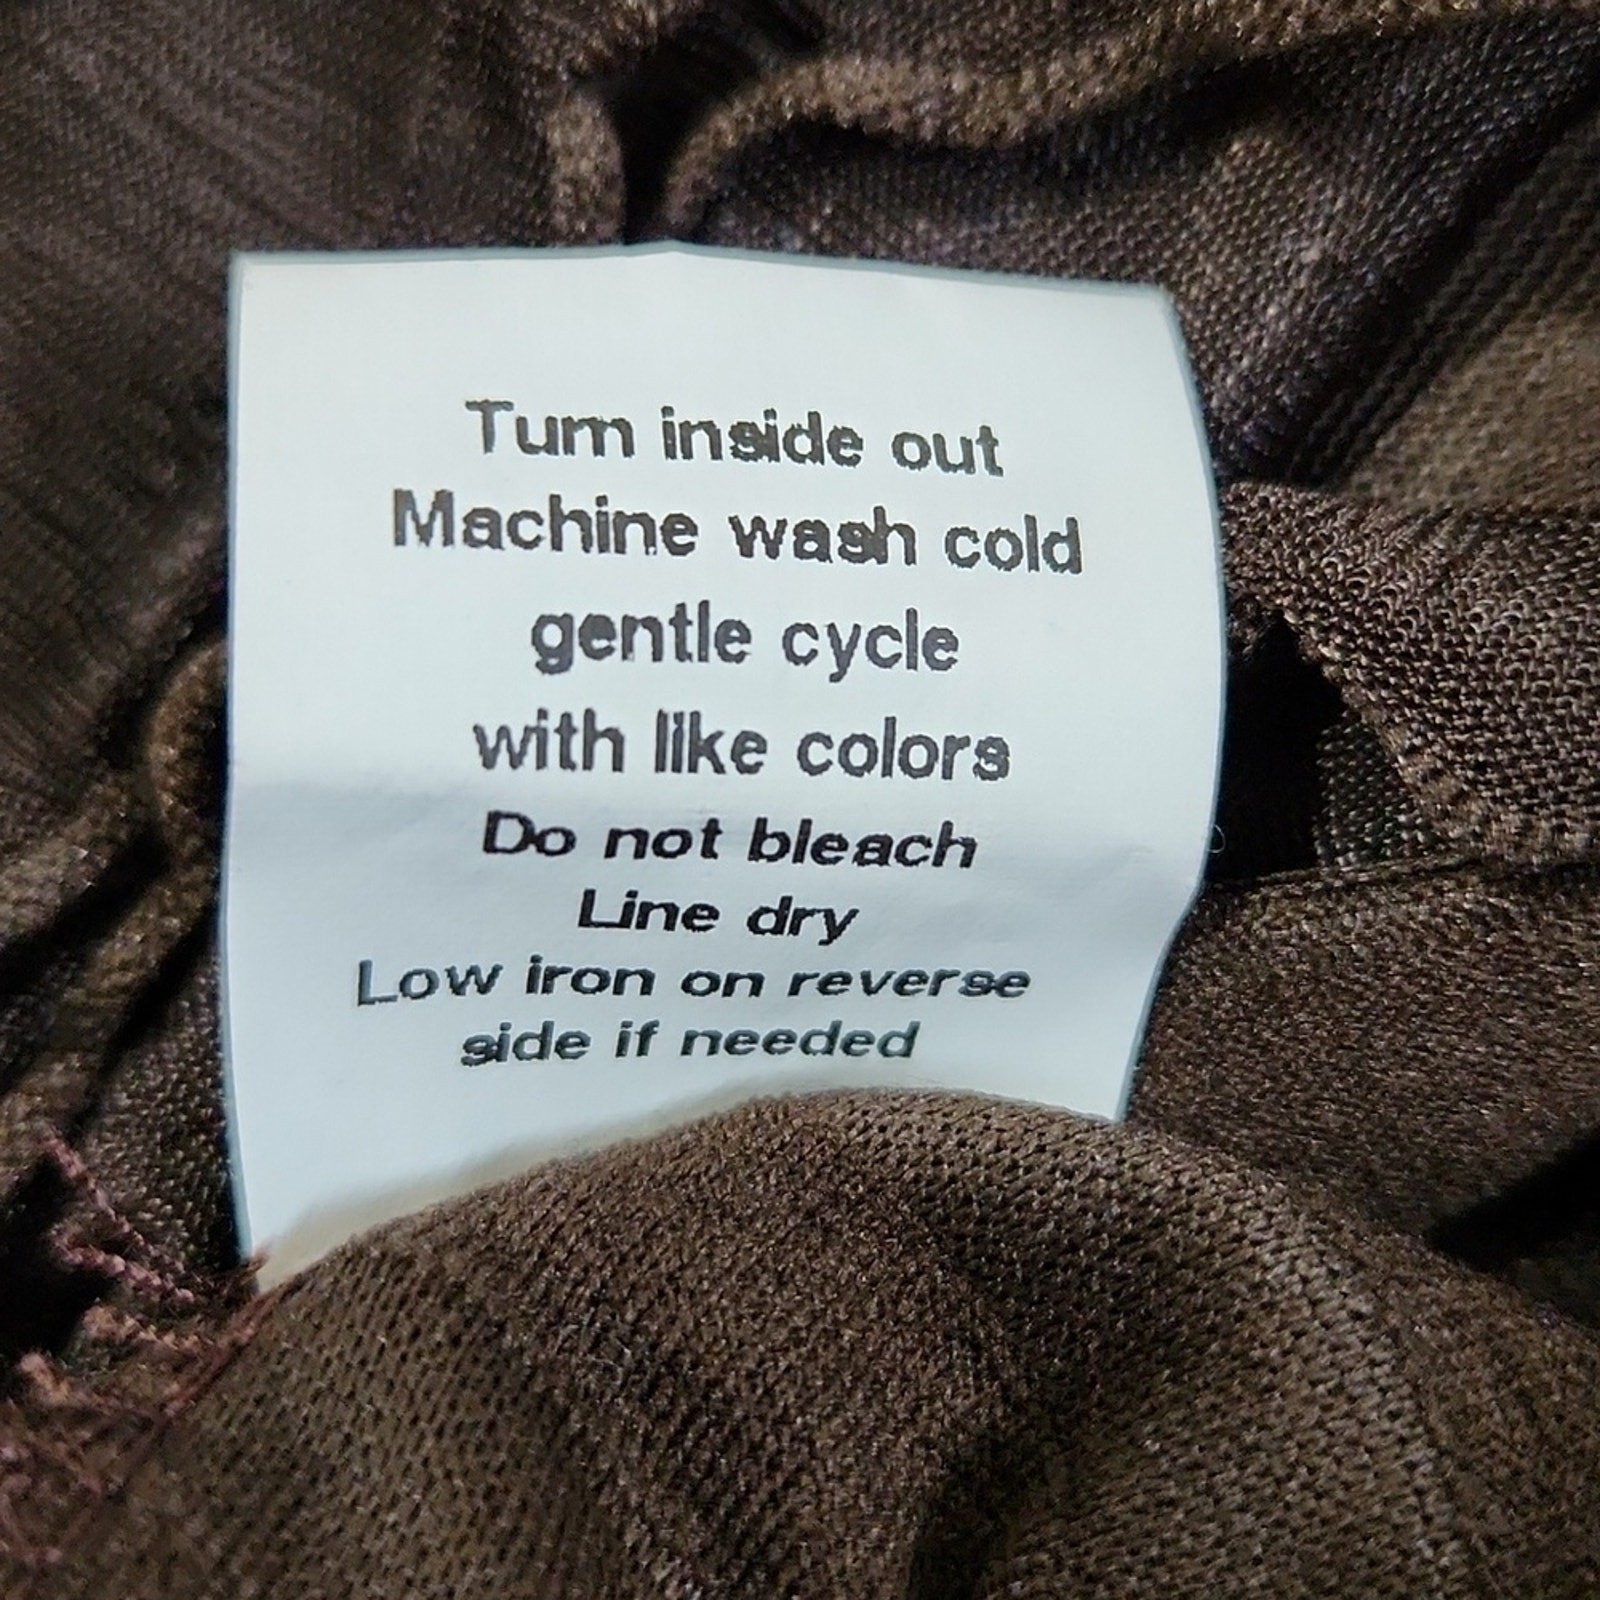 Turn inside out
Machine wash cold
gentle cycle
with like colors
Do not bleach
Line dry
Low iron on reverse
side if needed